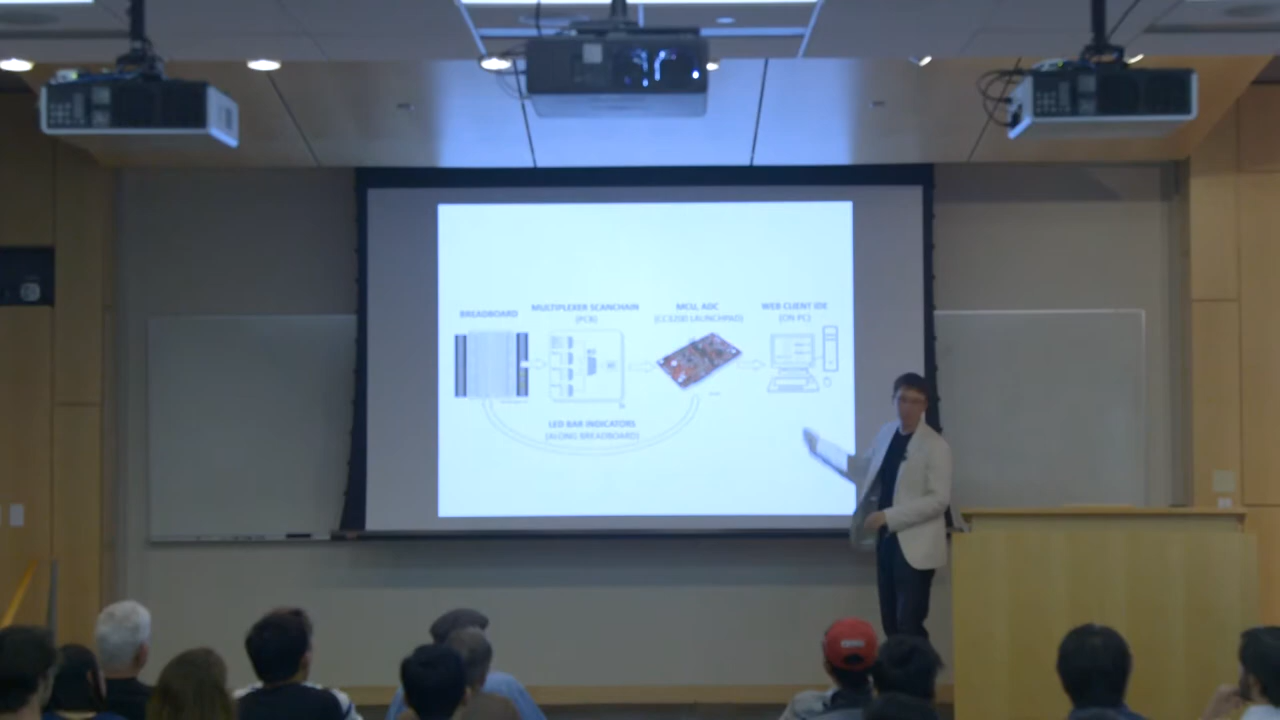 BREADBOARD
MULTIPLEXER SCANCHAIN
(PCB)
MCU, ADC
(CC3200 LAUNCHPAD)
WEB CLIENT IDE
(ON PC)
LED BAR INDICATORS
(ALONG BREADBOARD)